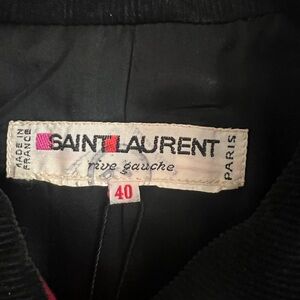 MADE IN
FRANCE
SAINT LAURENT
rive gauche
PARIS
40